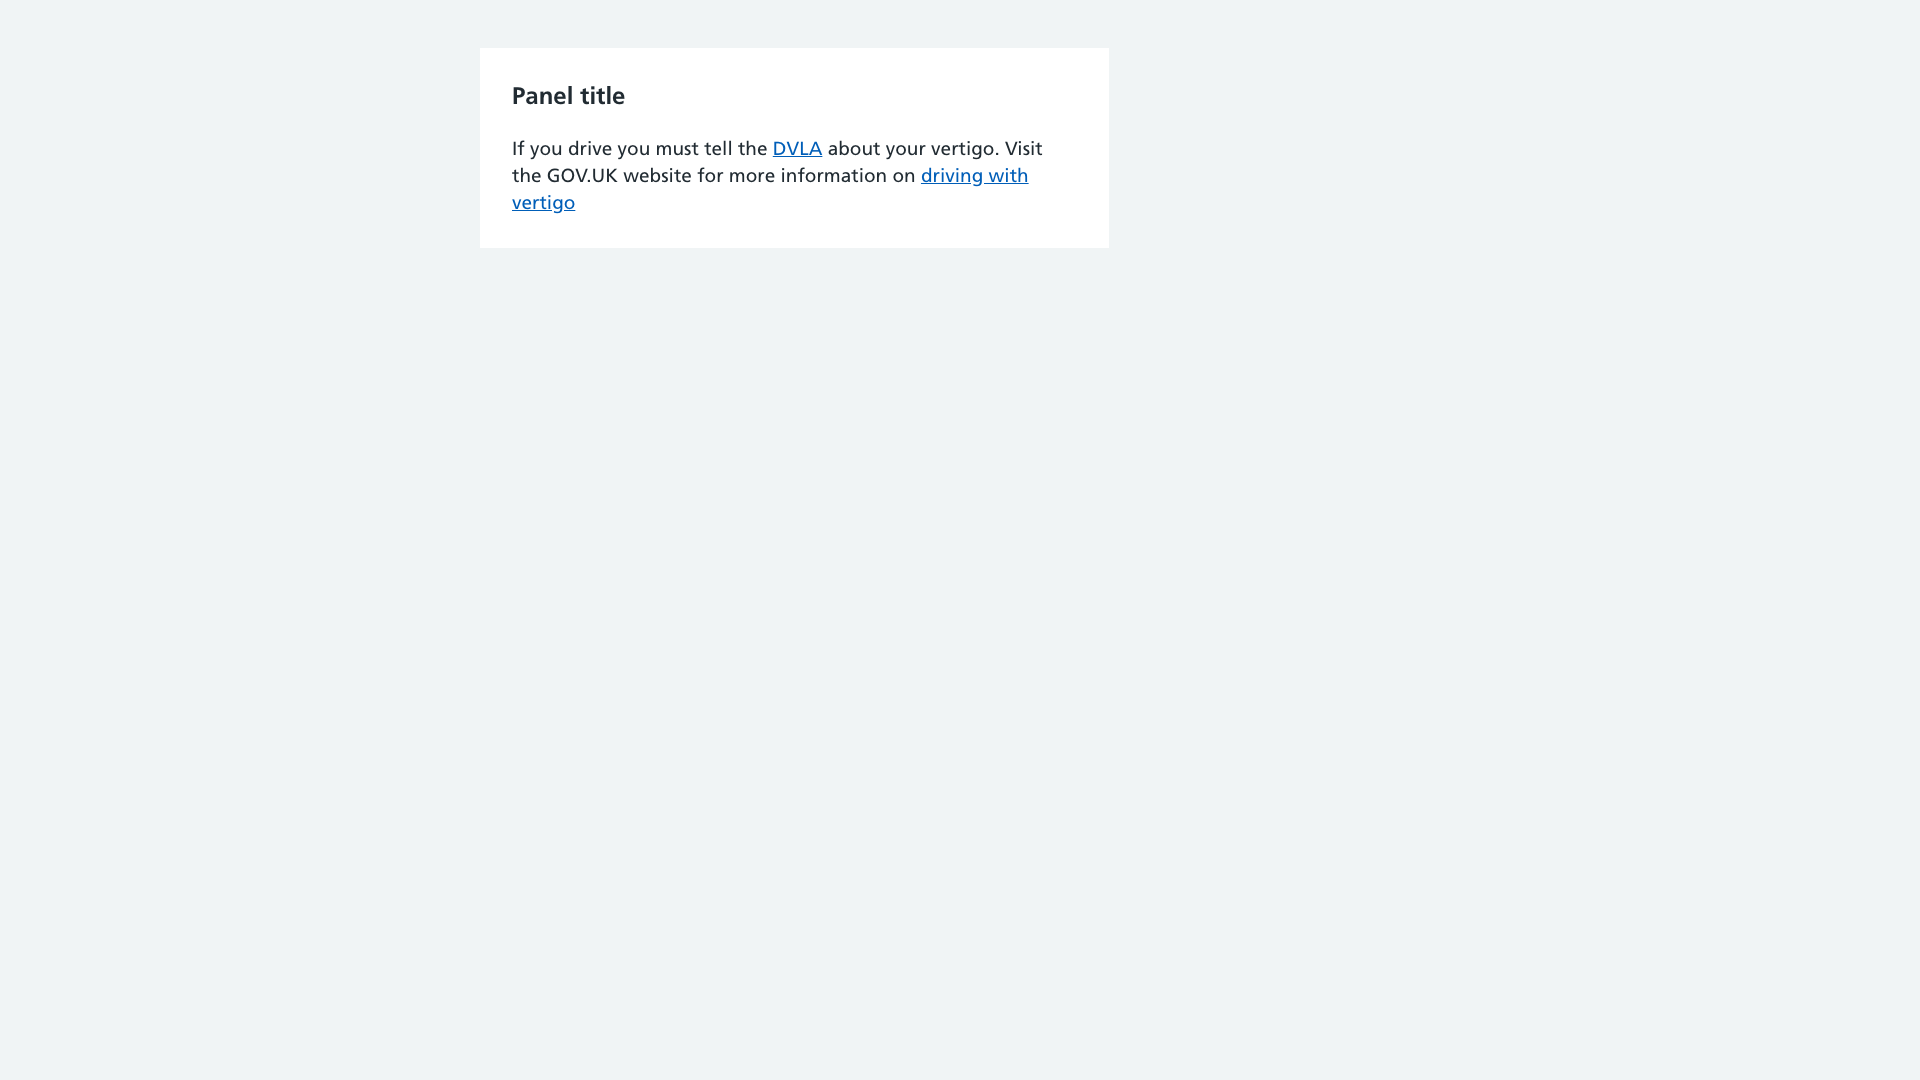 Panel title
If you drive you must tell the DVLA about your vertigo. Visit
the GOV.UK website for more information on driving with
vertigo